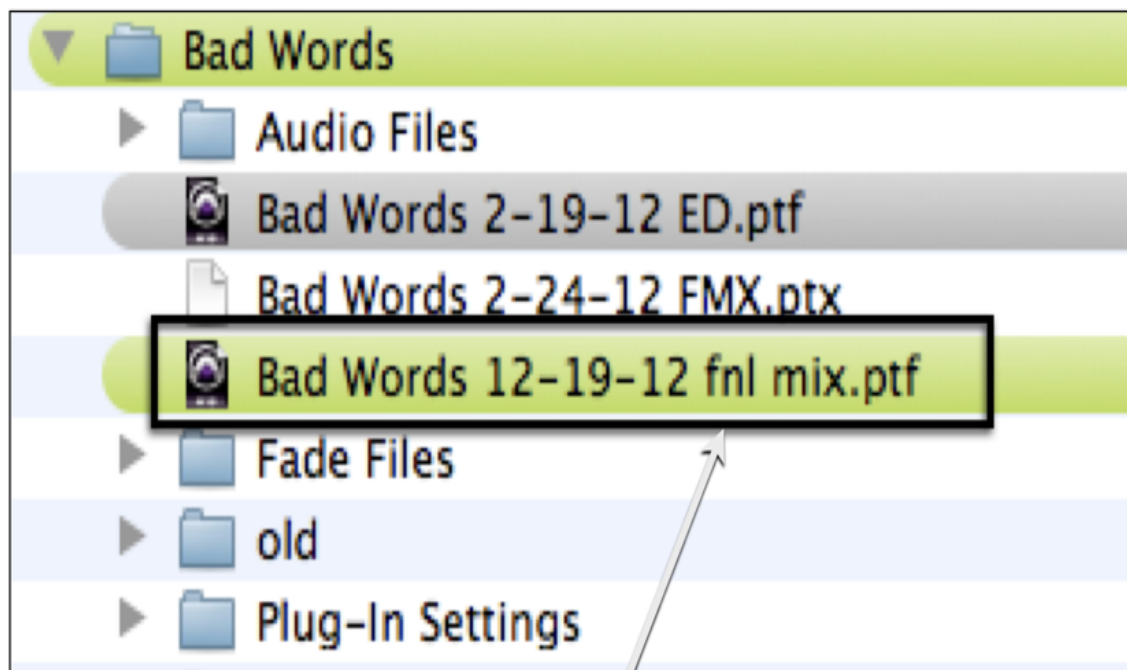 Bad Words
Audio Files
Bad Words 2-19-12 ED.ptf
Bad Words 2-24-12 FMX.ptx
Bad Words 12-19-12 fnl mix.ptf
Fade Files
old
Plug-In Settings